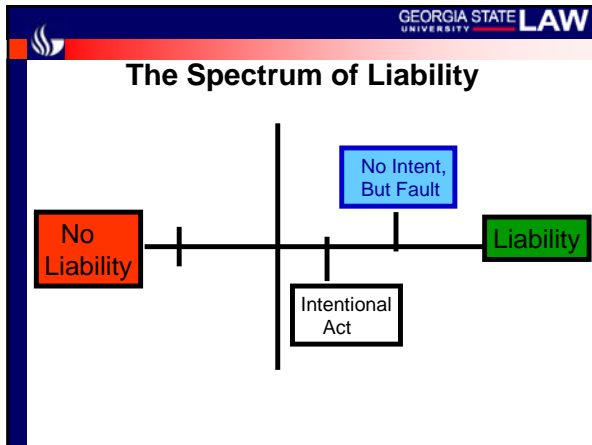 GEORGIA STATE LAW
UNIVERSITY
The Spectrum of Liability
No Intent,
But Fault
No
Liability
Liability
Intentional
Act